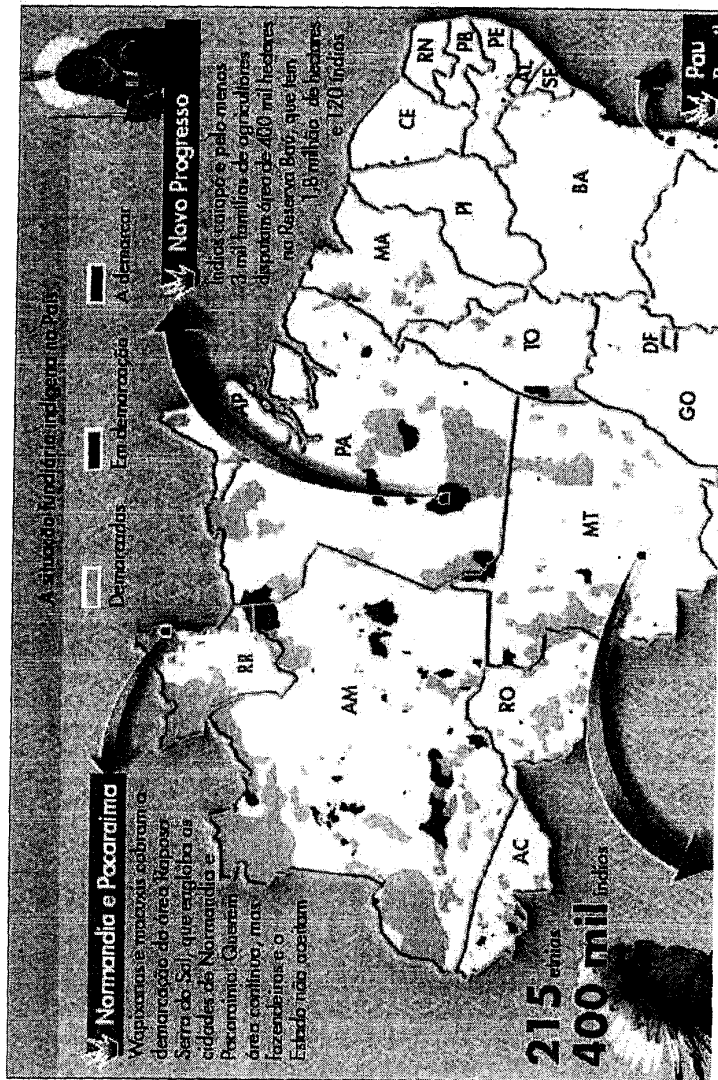 A situação fundiária indígena no País
Demarcadas
Em demarcação
A demarcar
Normandia e Pacaraima
Wapixanas e macuxis cobram a
demarcação da área Raposa
Serra do Sol, que engloba as
cidades de Normandia e
Pacaraima. Querem
área contínua, mas
fazendeiros e o
Estado não aceitam
Novo Progresso
Índios caiapó e pelo menos
3 mil famílias de agricultores
disputam área de 400 mil hectares
na Reserva Baw, que tem
1,8 milhão de hectares
e 120 índios
RR
AP
AM
PA
MA
CE
RN
PB
PE
AL
SE
PI
BA
TO
AC
RO
MT
DF
GO
215 etnias
400 mil índios
Pau